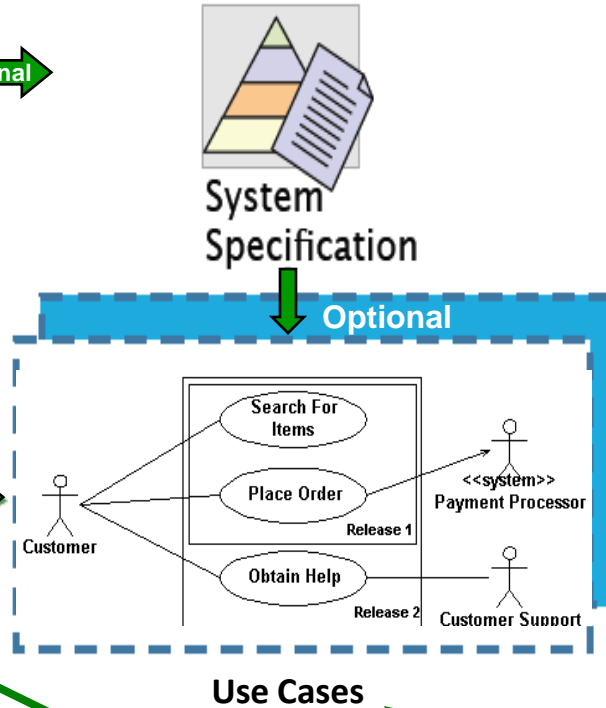 nal
System
Specification
Optional
Search For
Items
Place Order
Release 1
<<system>>
Payment Processor
Customer
Obtain Help
Release 2
Customer Support
Use Cases